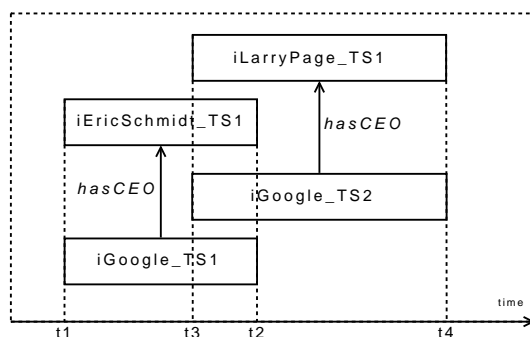 iLarryPage_TS1
iEricSchmidt_TS1
hasCEO
hasCEO
iGoogle_TS2
iGoogle_TS1
time
t1 t3 t2 t4